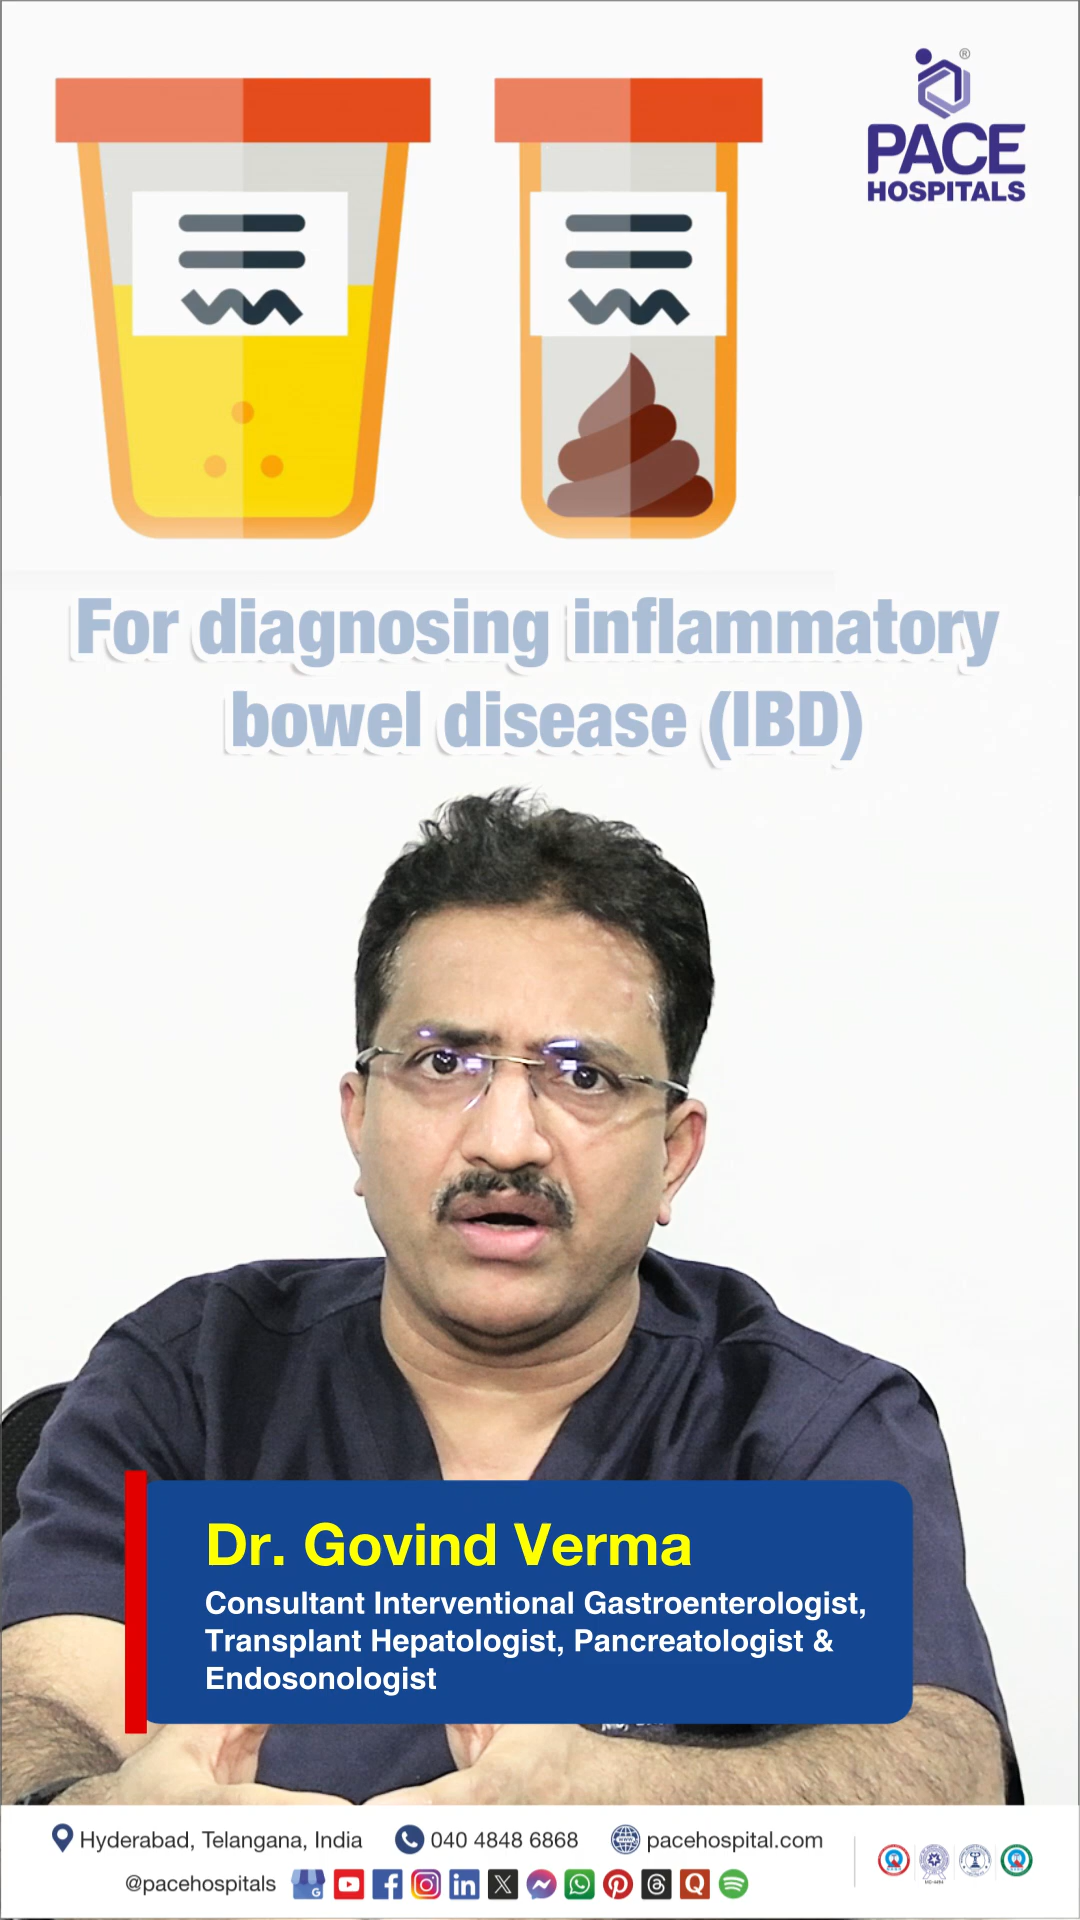 ®
PACE
HOSPITALS
For diagnosing inflammatory
bowel disease (IBD)
Dr. Govind Verma
Consultant Interventional Gastroenterologist,
Transplant Hepatologist, Pancreatologist &
Endosonologist
Hyderabad, Telangana, India
040 4848 6868
pacehospital.com
@pacehospitals